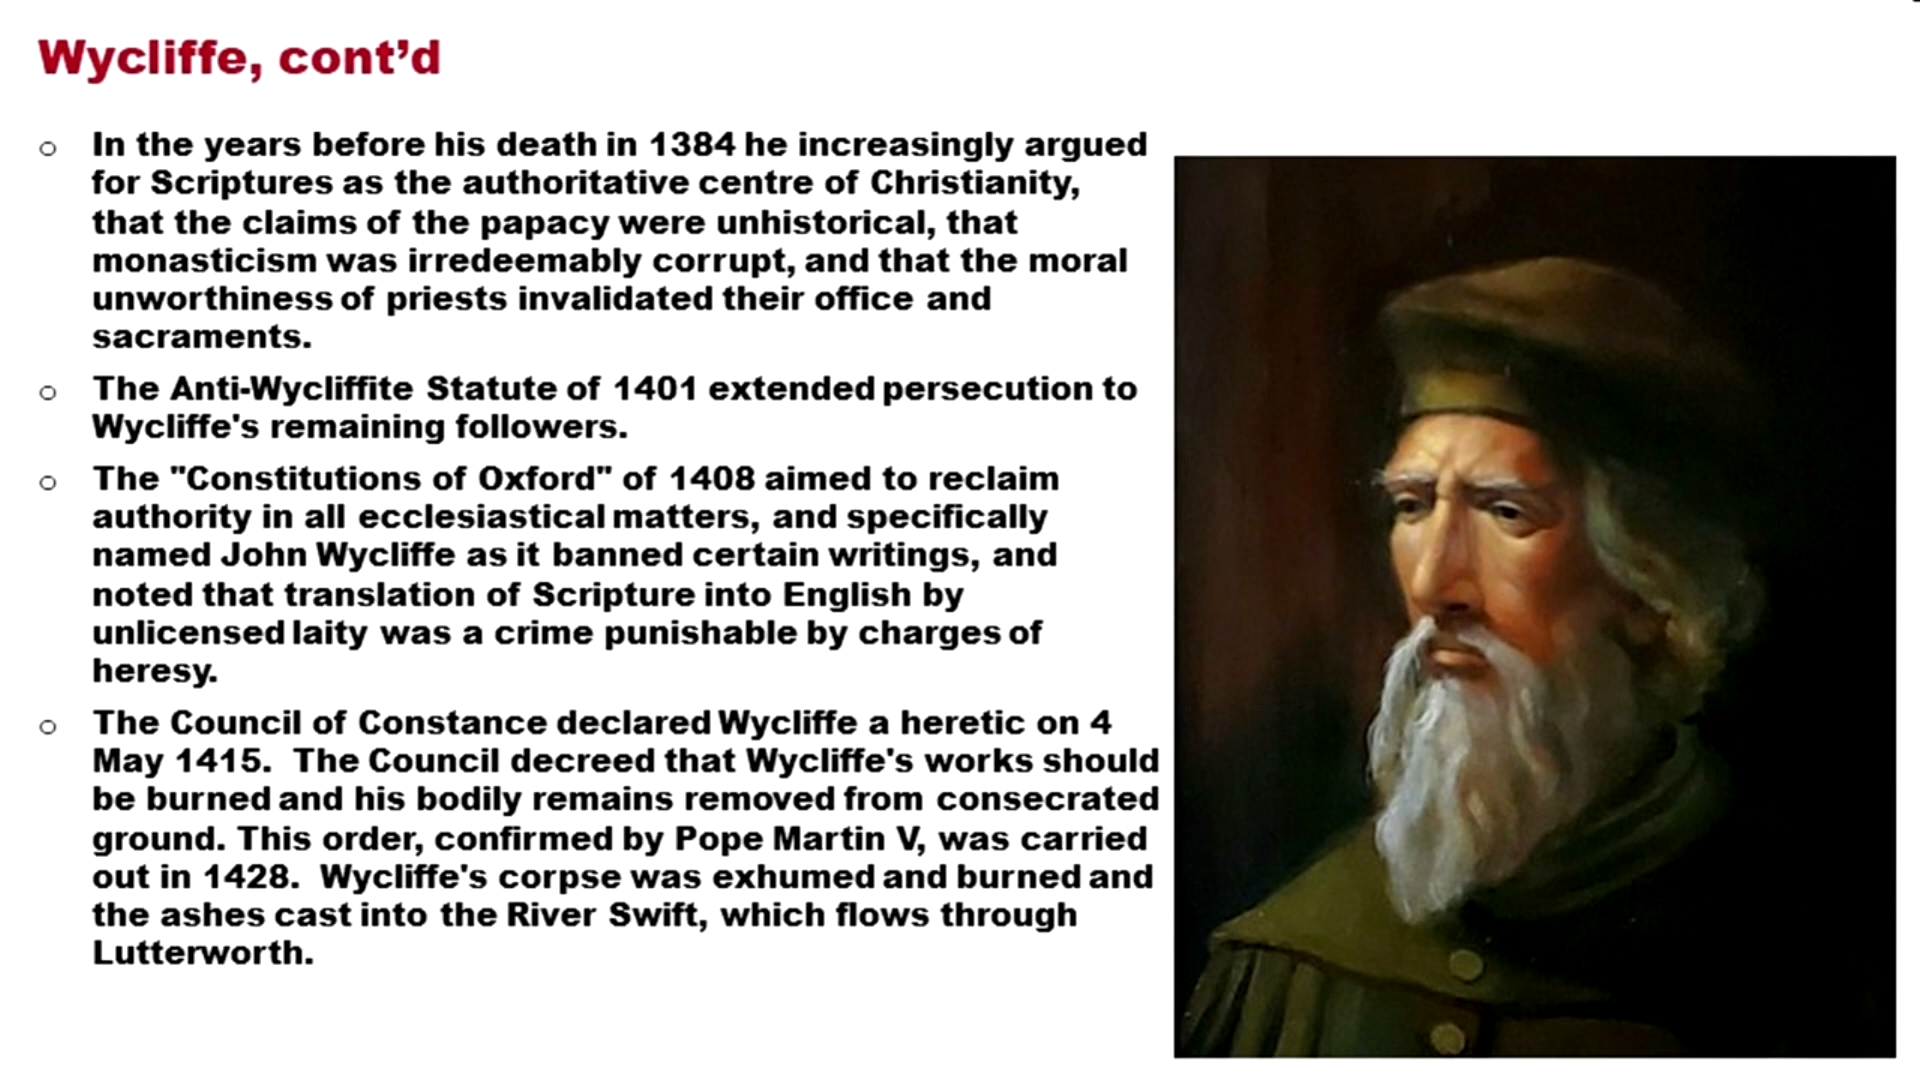 Wycliffe, cont’d
○ In the years before his death in 1384 he increasingly argued
for Scriptures as the authoritative centre of Christianity,
that the claims of the papacy were unhistorical, that
monasticism was irredeemably corrupt, and that the moral
unworthiness of priests invalidated their office and
sacraments.
○ The Anti-Wycliffite Statute of 1401 extended persecution to
Wycliffe's remaining followers.
○ The "Constitutions of Oxford" of 1408 aimed to reclaim
authority in all ecclesiastical matters, and specifically
named John Wycliffe as it banned certain writings, and
noted that translation of Scripture into English by
unlicensed laity was a crime punishable by charges of
heresy.
○ The Council of Constance declared Wycliffe a heretic on 4
May 1415.  The Council decreed that Wycliffe's works should
be burned and his bodily remains removed from consecrated
ground. This order, confirmed by Pope Martin V, was carried
out in 1428.  Wycliffe's corpse was exhumed and burned and
the ashes cast into the River Swift, which flows through
Lutterworth.